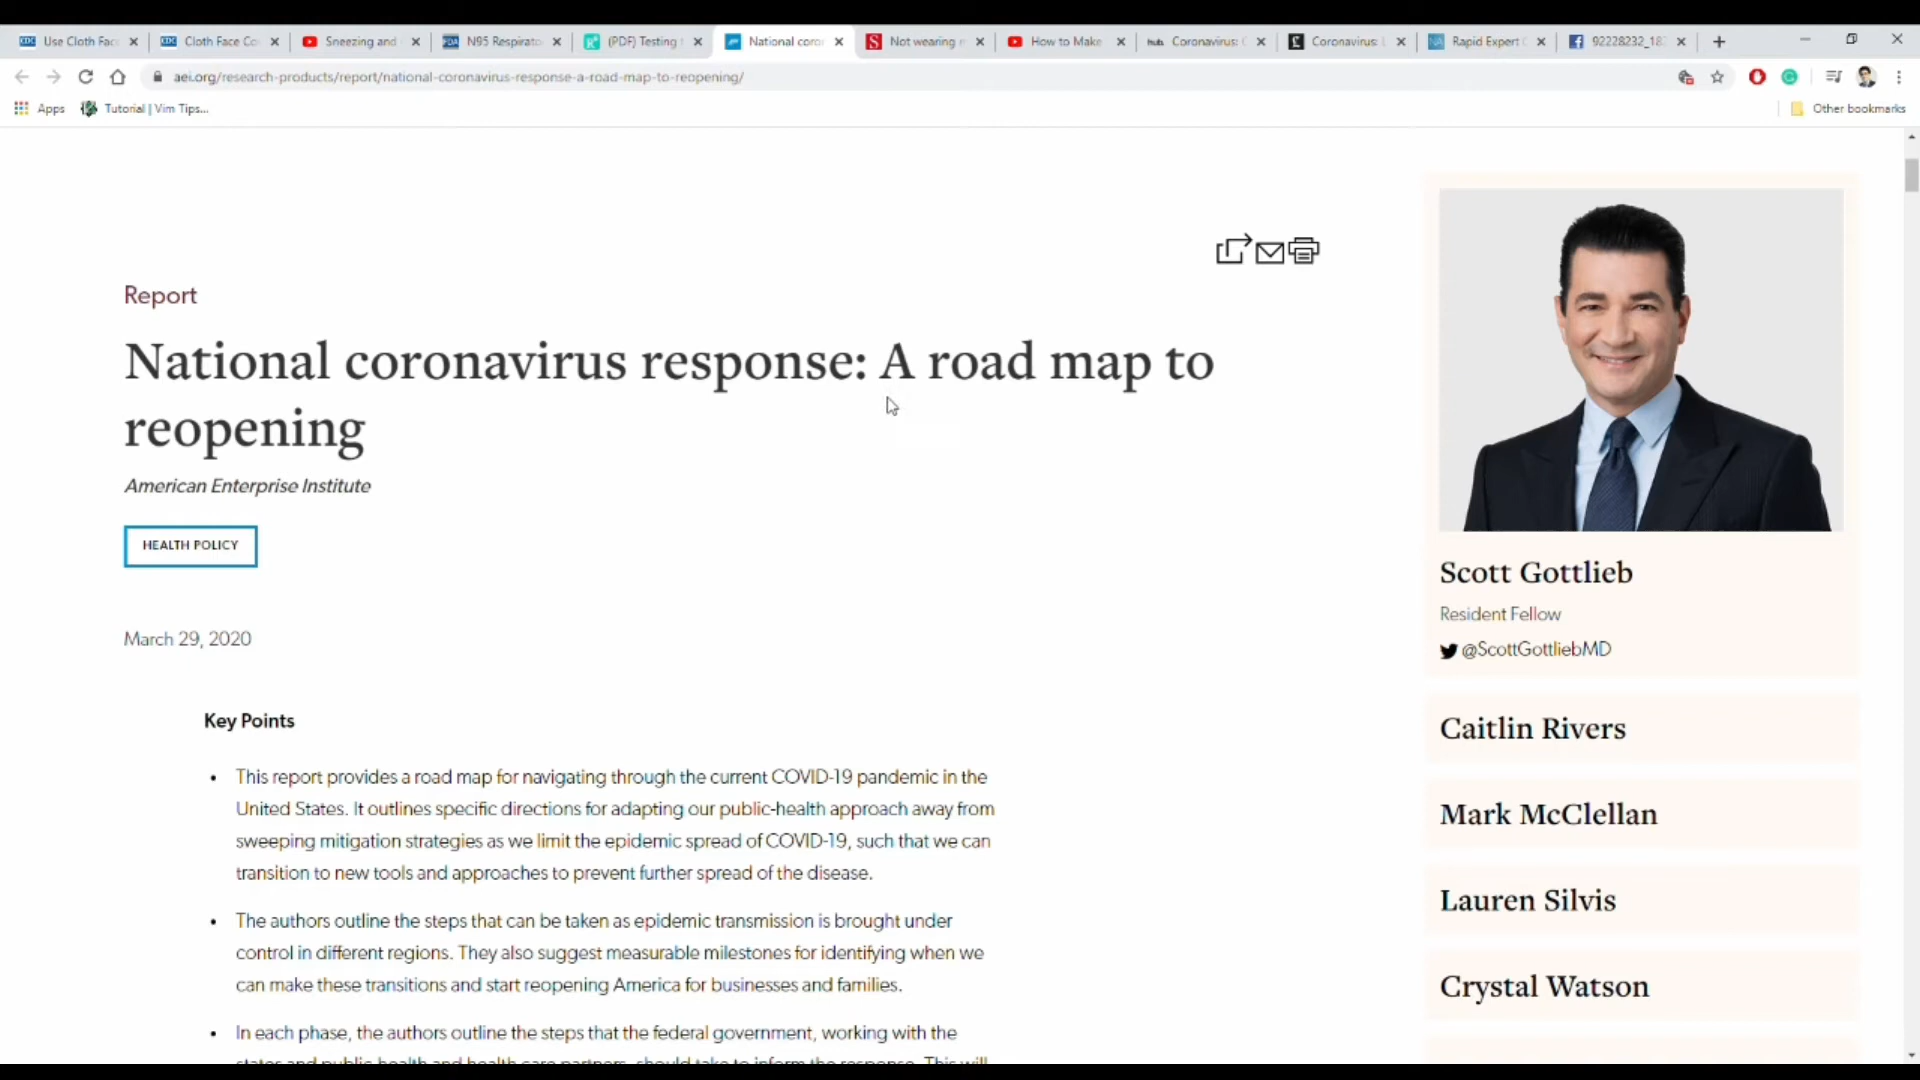 Use Cloth Fac
Cloth Face Co
Sneezing and
N95 Respirato
(PDF) Testing
National coro
Not wearing
How to Make
hub Coronavirus:
Coronavirus:
Rapid Expert
92228232_18
aei.org/research-products/report/national-coronavirus-response-a-road-map-to-reopening/
Apps
Tutorial | Vim Tips...
Other bookmarks
Report
National coronavirus response: A road map to
reopening
American Enterprise Institute
HEALTH POLICY
March 29, 2020
Key Points
• This report provides a road map for navigating through the current COVID-19 pandemic in the
United States. It outlines specific directions for adapting our public-health approach away from
sweeping mitigation strategies as we limit the epidemic spread of COVID-19, such that we can
transition to new tools and approaches to prevent further spread of the disease.
• The authors outline the steps that can be taken as epidemic transmission is brought under
control in different regions. They also suggest measurable milestones for identifying when we
can make these transitions and start reopening America for businesses and families.
• In each phase, the authors outline the steps that the federal government, working with the
states and public-health and health-care partners, should take to inform the response. This will
Scott Gottlieb
Resident Fellow
@ScottGottliebMD
Caitlin Rivers
Mark McClellan
Lauren Silvis
Crystal Watson